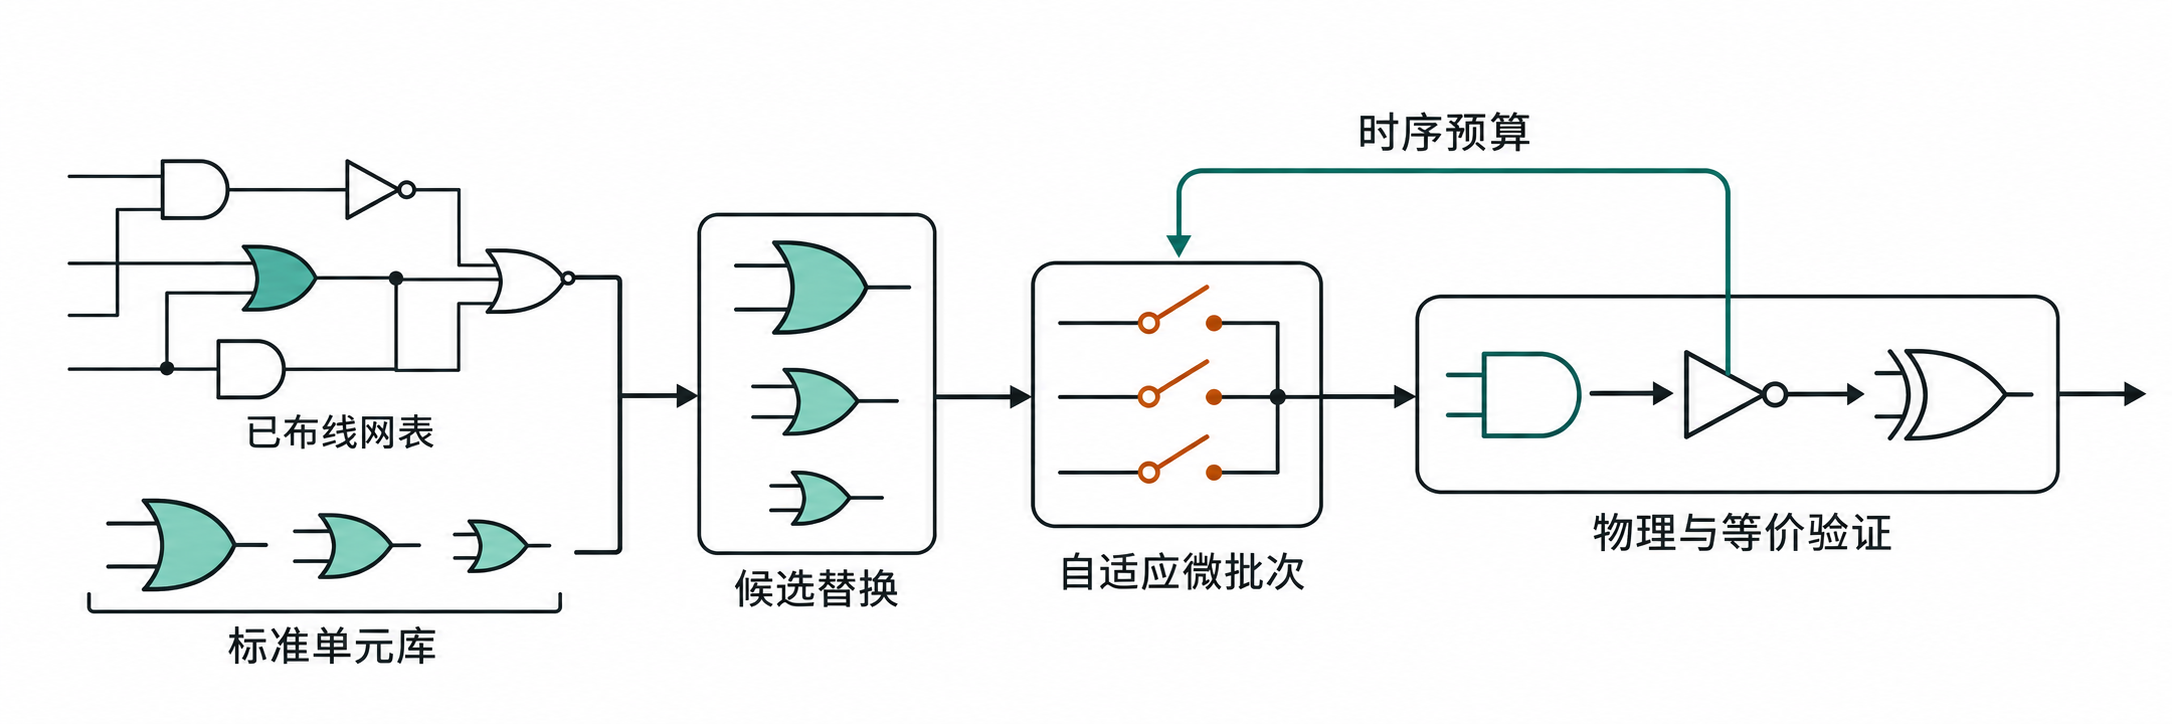 时序预算
已布线网表
标准单元库
候选替换
自适应微批次
物理与等价验证